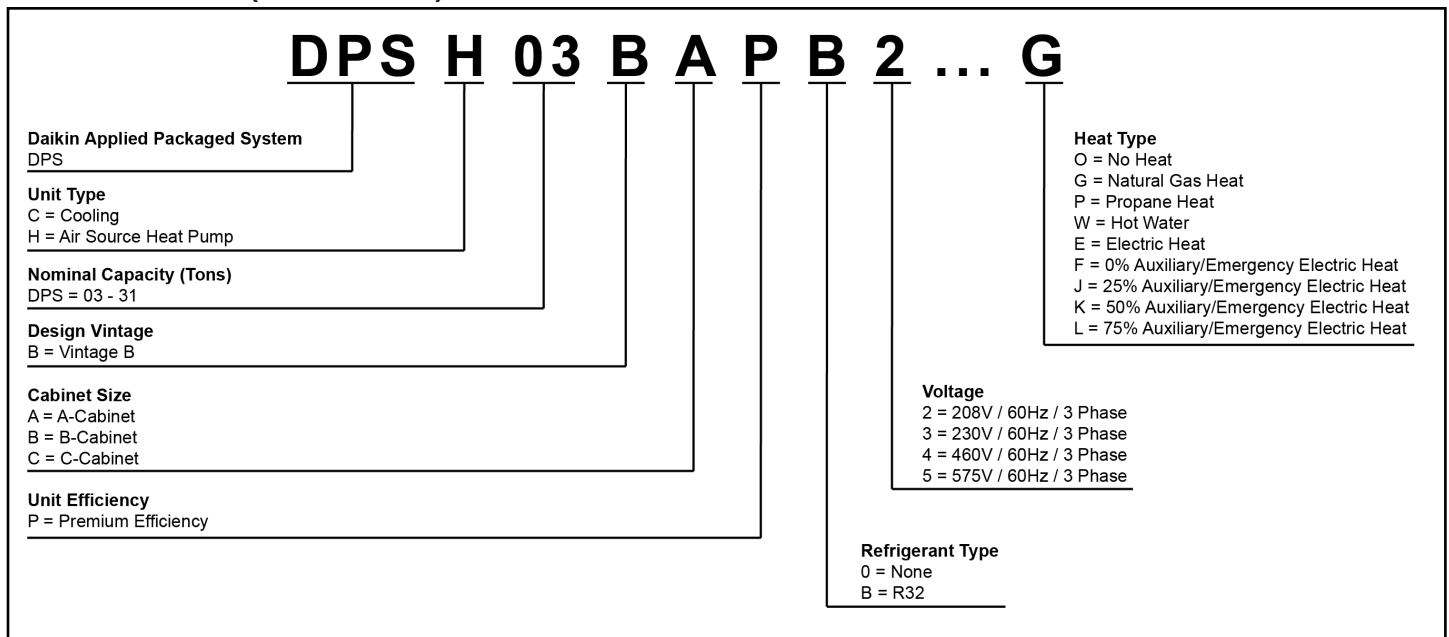 DPS H 03 B A P B 2 ... G
Daikin Applied Packaged System
DPS
Unit Type
C = Cooling
H = Air Source Heat Pump
Nominal Capacity (Tons)
DPS = 03 - 31
Design Vintage
B = Vintage B
Cabinet Size
A = A-Cabinet
B = B-Cabinet
C = C-Cabinet
Unit Efficiency
P = Premium Efficiency
Heat Type
O = No Heat
G = Natural Gas Heat
P = Propane Heat
W = Hot Water
E = Electric Heat
F = 0% Auxiliary/Emergency Electric Heat
J = 25% Auxiliary/Emergency Electric Heat
K = 50% Auxiliary/Emergency Electric Heat
L = 75% Auxiliary/Emergency Electric Heat
Voltage
2 = 208V / 60Hz / 3 Phase
3 = 230V / 60Hz / 3 Phase
4 = 460V / 60Hz / 3 Phase
5 = 575V / 60Hz / 3 Phase
Refrigerant Type
0 = None
B = R32